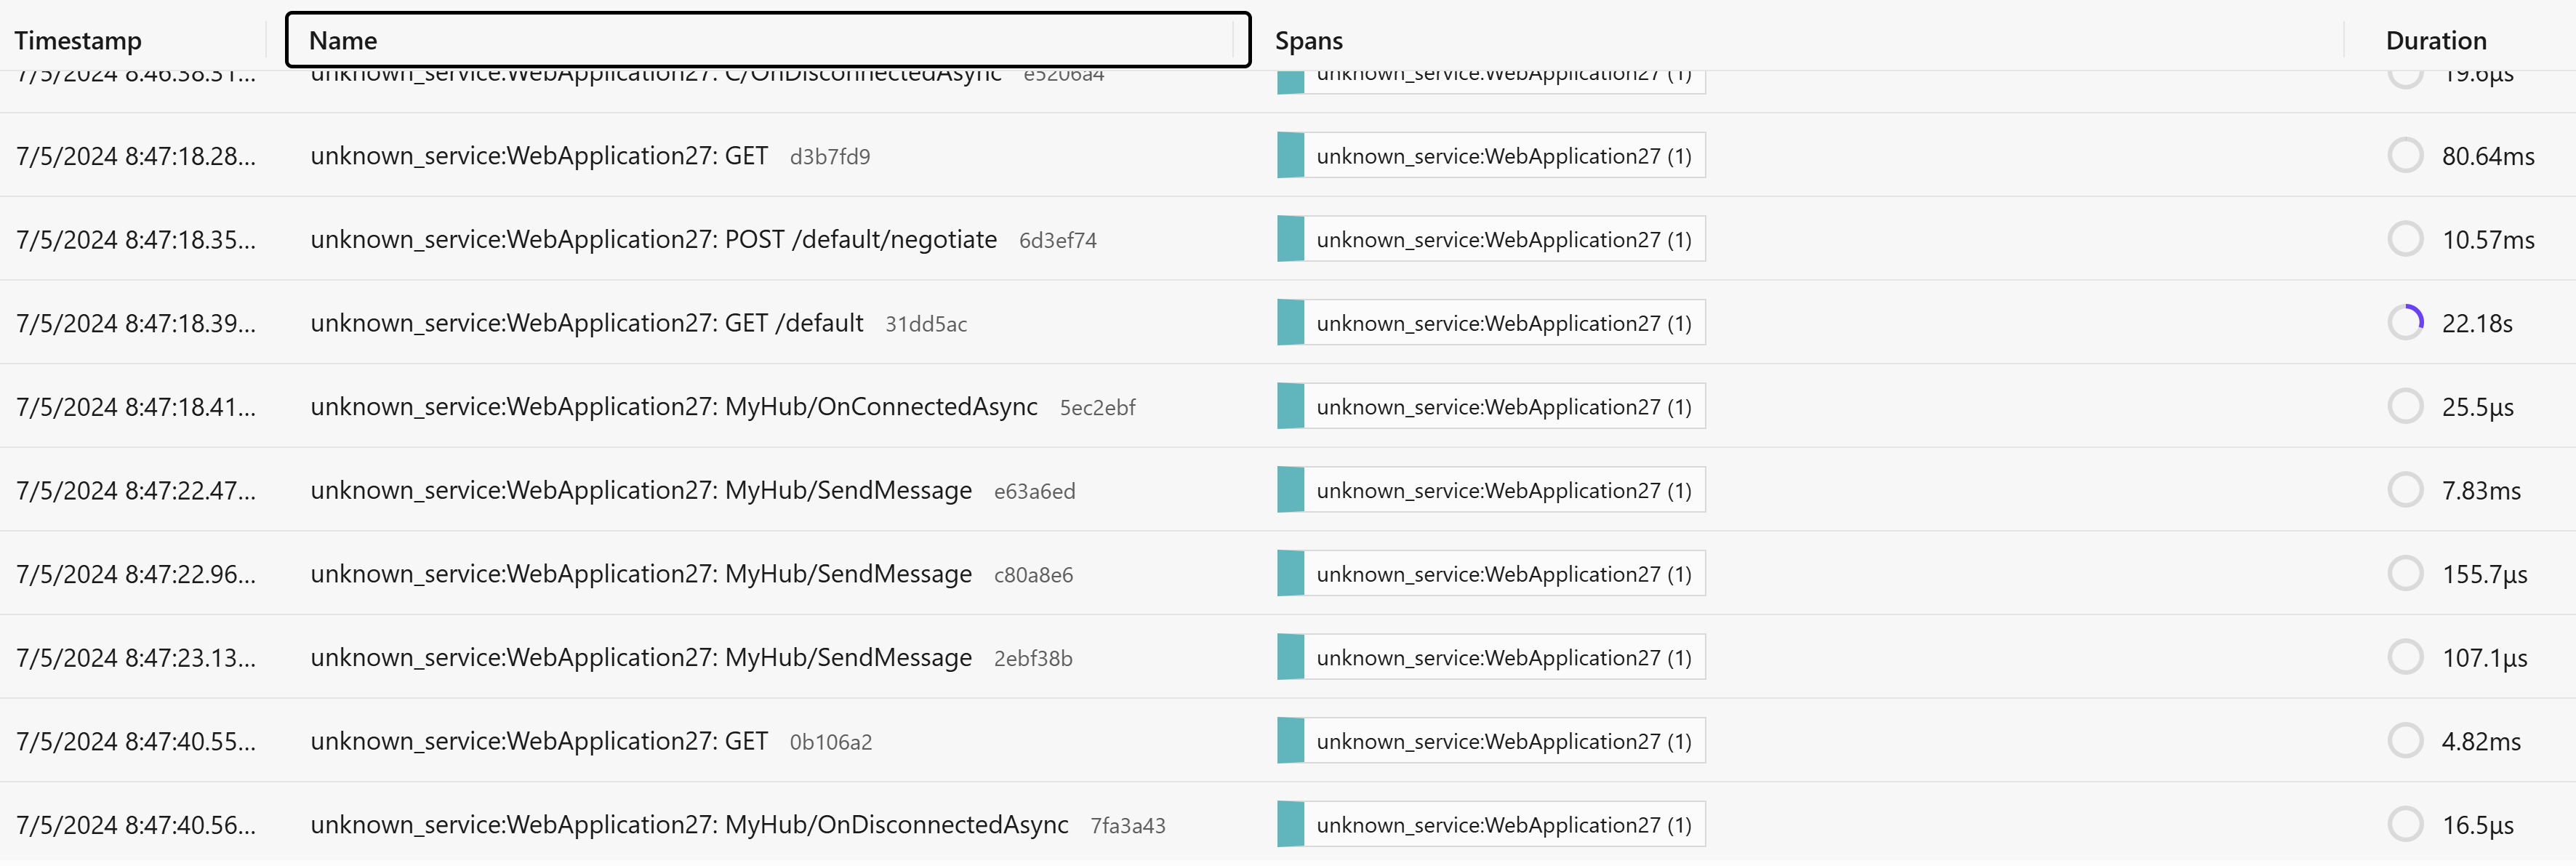 Timestamp Name Spans Duration
7/5/2024 8:46:38.31... unknown_service:WebApplication27: C/OnDisconnectedAsync e5206a4 unknown_service:WebApplication27 (1) 19.6µs
7/5/2024 8:47:18.28... unknown_service:WebApplication27: GET d3b7fd9 unknown_service:WebApplication27 (1) 80.64ms
7/5/2024 8:47:18.35... unknown_service:WebApplication27: POST /default/negotiate 6d3ef74 unknown_service:WebApplication27 (1) 10.57ms
7/5/2024 8:47:18.39... unknown_service:WebApplication27: GET /default 31dd5ac unknown_service:WebApplication27 (1) 22.18s
7/5/2024 8:47:18.41... unknown_service:WebApplication27: MyHub/OnConnectedAsync 5ec2ebf unknown_service:WebApplication27 (1) 25.5µs
7/5/2024 8:47:22.47... unknown_service:WebApplication27: MyHub/SendMessage e63a6ed unknown_service:WebApplication27 (1) 7.83ms
7/5/2024 8:47:22.96... unknown_service:WebApplication27: MyHub/SendMessage c80a8e6 unknown_service:WebApplication27 (1) 155.7µs
7/5/2024 8:47:23.13... unknown_service:WebApplication27: MyHub/SendMessage 2ebf38b unknown_service:WebApplication27 (1) 107.1µs
7/5/2024 8:47:40.55... unknown_service:WebApplication27: GET 0b106a2 unknown_service:WebApplication27 (1) 4.82ms
7/5/2024 8:47:40.56... unknown_service:WebApplication27: MyHub/OnDisconnectedAsync 7fa3a43 unknown_service:WebApplication27 (1) 16.5µs